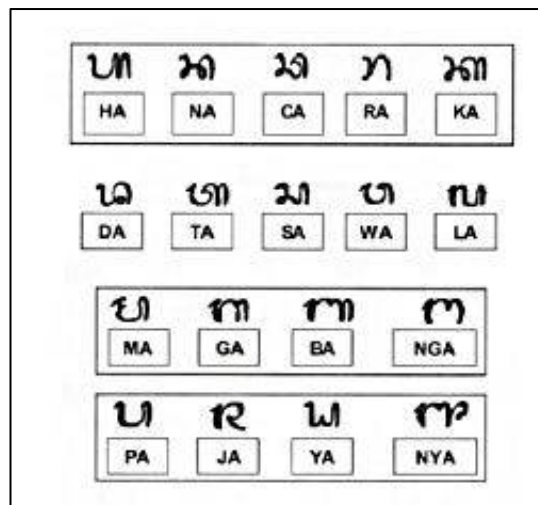 ᬳ ᬦ ᬘ ᬭ ᬓ
HA NA CA RA KA
ᬤ ᬢ ᬲ ᬯ ᬮ
DA TA SA WA LA
ᬫ ᬕ ᬩ ᬗ
MA GA BA NGA
ᬧ ᬚ ᬬ ᬜ
PA JA YA NYA